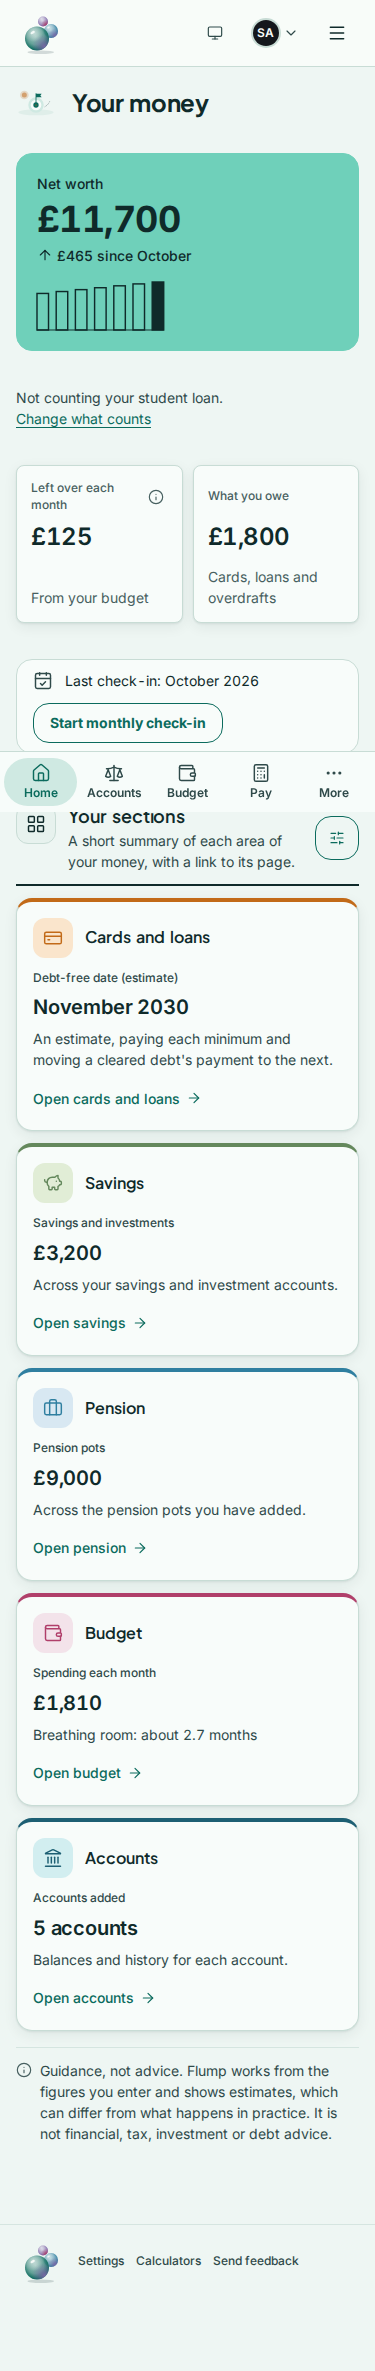 SA
Your money
Net worth
£11,700
£465 since October
Not counting your student loan.
Change what counts
Left over each
month
£125
From your budget
What you owe
£1,800
Cards, loans and
overdrafts
Last check-in: October 2026
Start monthly check-in
Home
Accounts
Budget
Pay
More
Your sections
A short summary of each area of
your money, with a link to its page.
Cards and loans
Debt-free date (estimate)
November 2030
An estimate, paying each minimum and
moving a cleared debt's payment to the next.
Open cards and loans
Savings
Savings and investments
£3,200
Across your savings and investment accounts.
Open savings
Pension
Pension pots
£9,000
Across the pension pots you have added.
Open pension
Budget
Spending each month
£1,810
Breathing room: about 2.7 months
Open budget
Accounts
Accounts added
5 accounts
Balances and history for each account.
Open accounts
Guidance, not advice. Flump works from the
figures you enter and shows estimates, which
can differ from what happens in practice. It is
not financial, tax, investment or debt advice.
Settings
Calculators
Send feedback